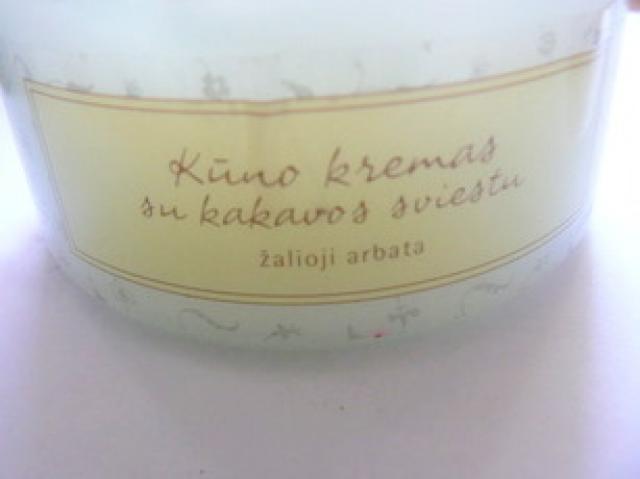 Kūno kremas
su kakavos sviestu
žalioji arbata